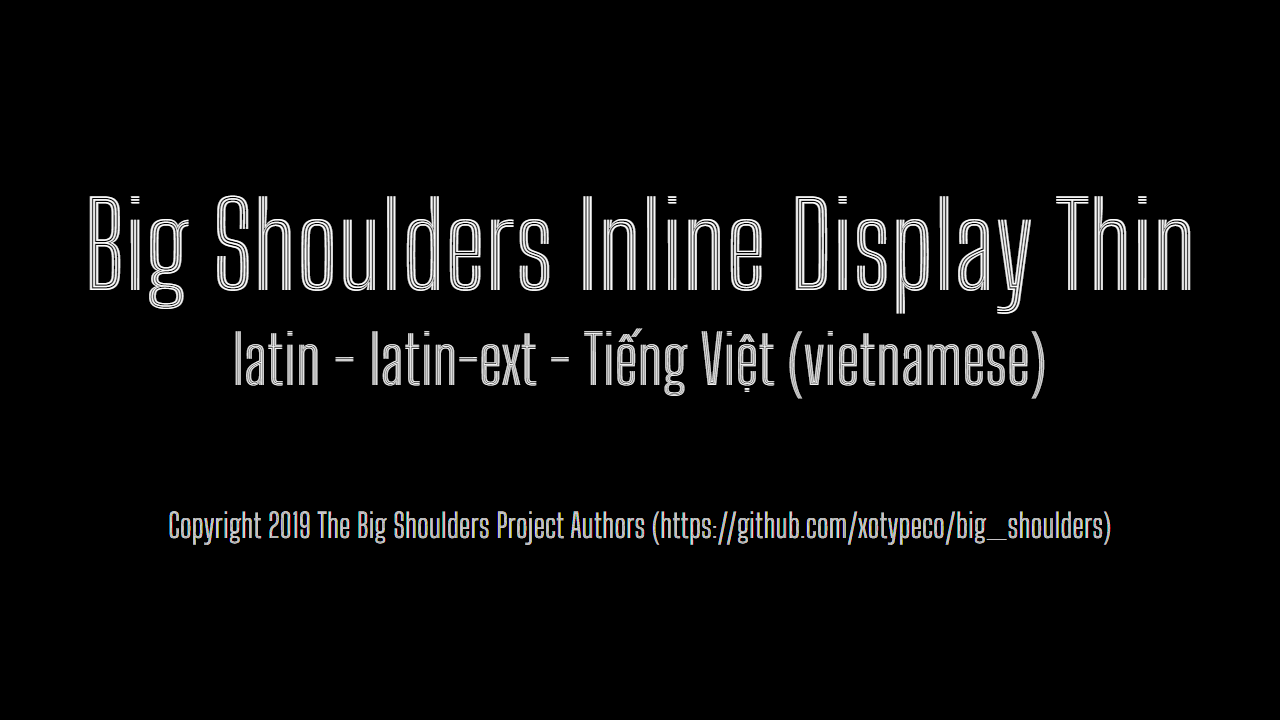 Big Shoulders Inline Display Thin
latin - latin-ext - Tiếng Việt (vietnamese)
Copyright 2019 The Big Shoulders Project Authors (https://github.com/xotypeco/big_shoulders)